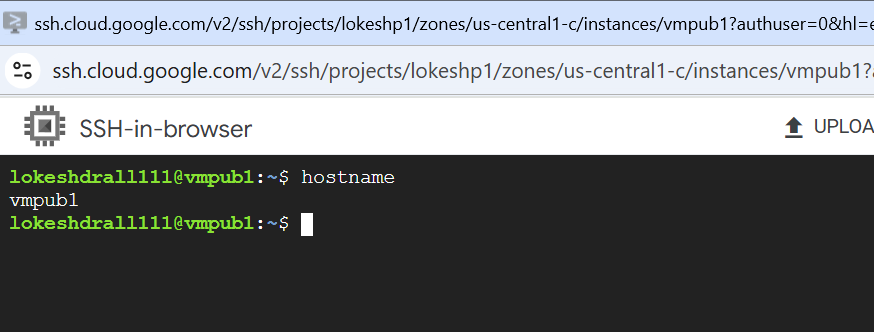 ssh.cloud.google.com/v2/ssh/projects/lokeshp1/zones/us-central1-c/instances/vmpub1?authuser=0&hl=e
ssh.cloud.google.com/v2/ssh/projects/lokeshp1/zones/us-central1-c/instances/vmpub1?
SSH-in-browser UPLOA
lokeshdrall111@vmpub1:~$ hostname
vmpub1
lokeshdrall111@vmpub1:~$